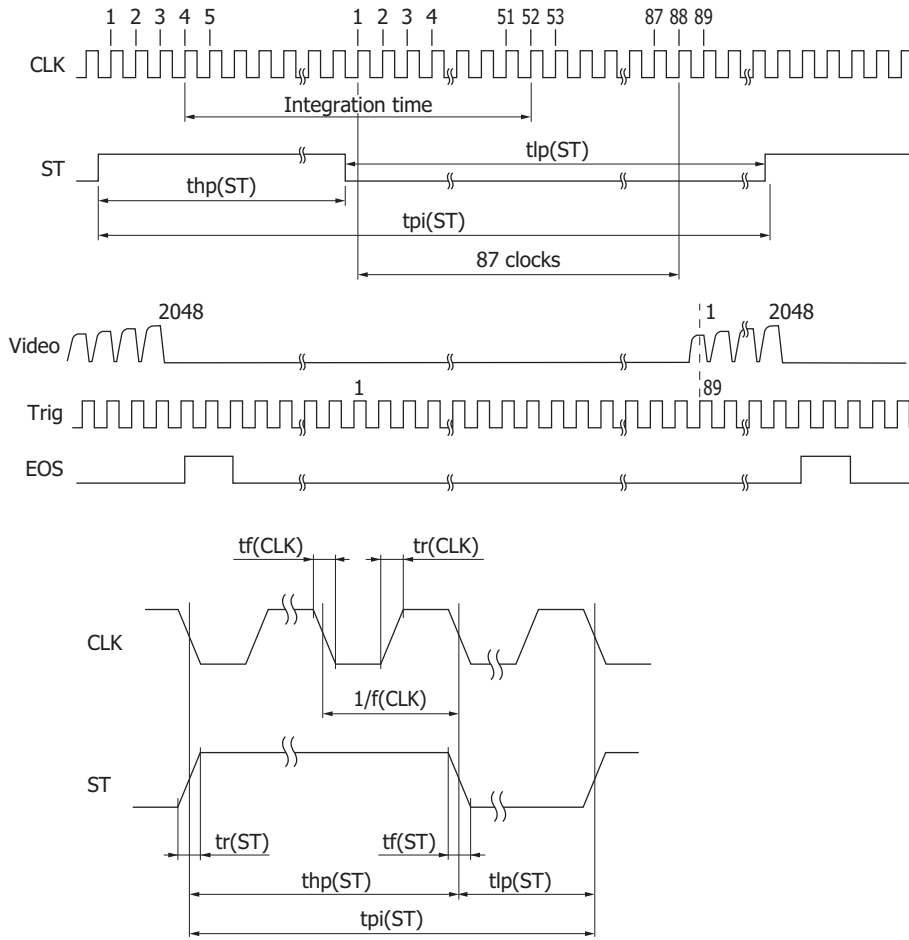 1 2 3 4 5 1 2 3 4 51 52 53 87 88 89
CLK
Integration time
ST
tlp(ST)
thp(ST)
tpi(ST)
87 clocks
2048 1 2048
Video
1 89
Trig
EOS
tf(CLK) tr(CLK)
CLK
1/f(CLK)
ST
tr(ST) tf(ST)
thp(ST) tlp(ST)
tpi(ST)